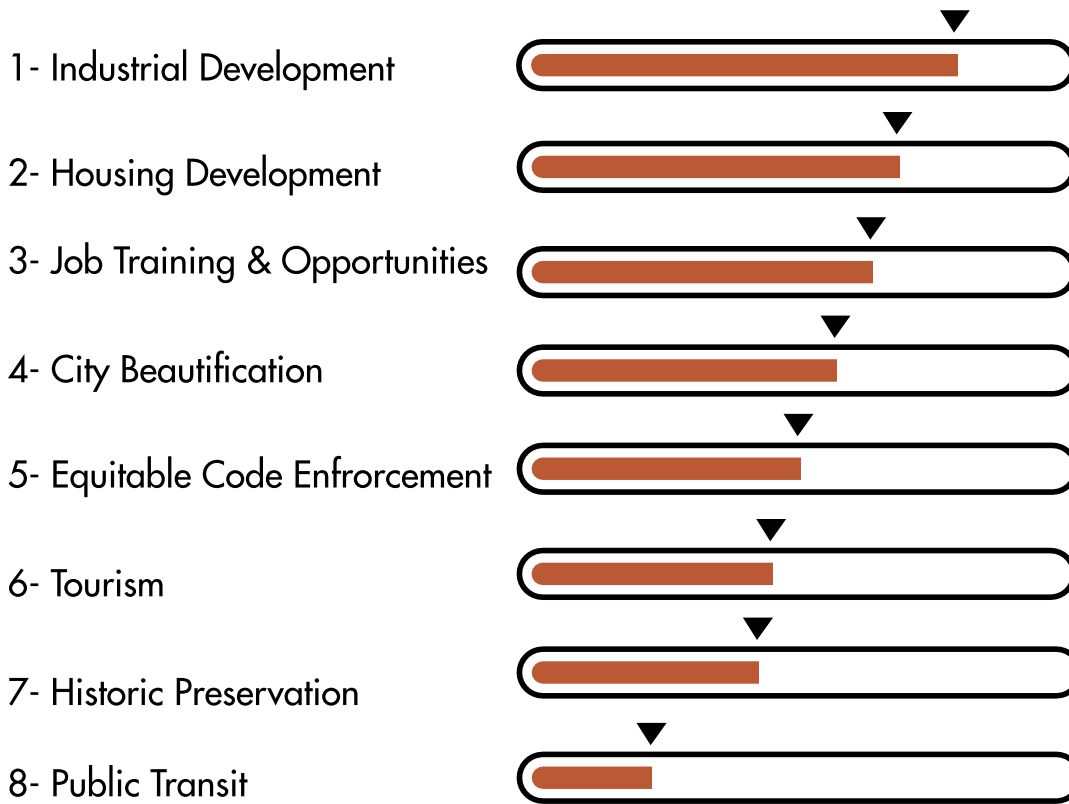 1- Industrial Development
2- Housing Development
3- Job Training & Opportunities
4- City Beautification
5- Equitable Code Enfrorcement
6- Tourism
7- Historic Preservation
8- Public Transit